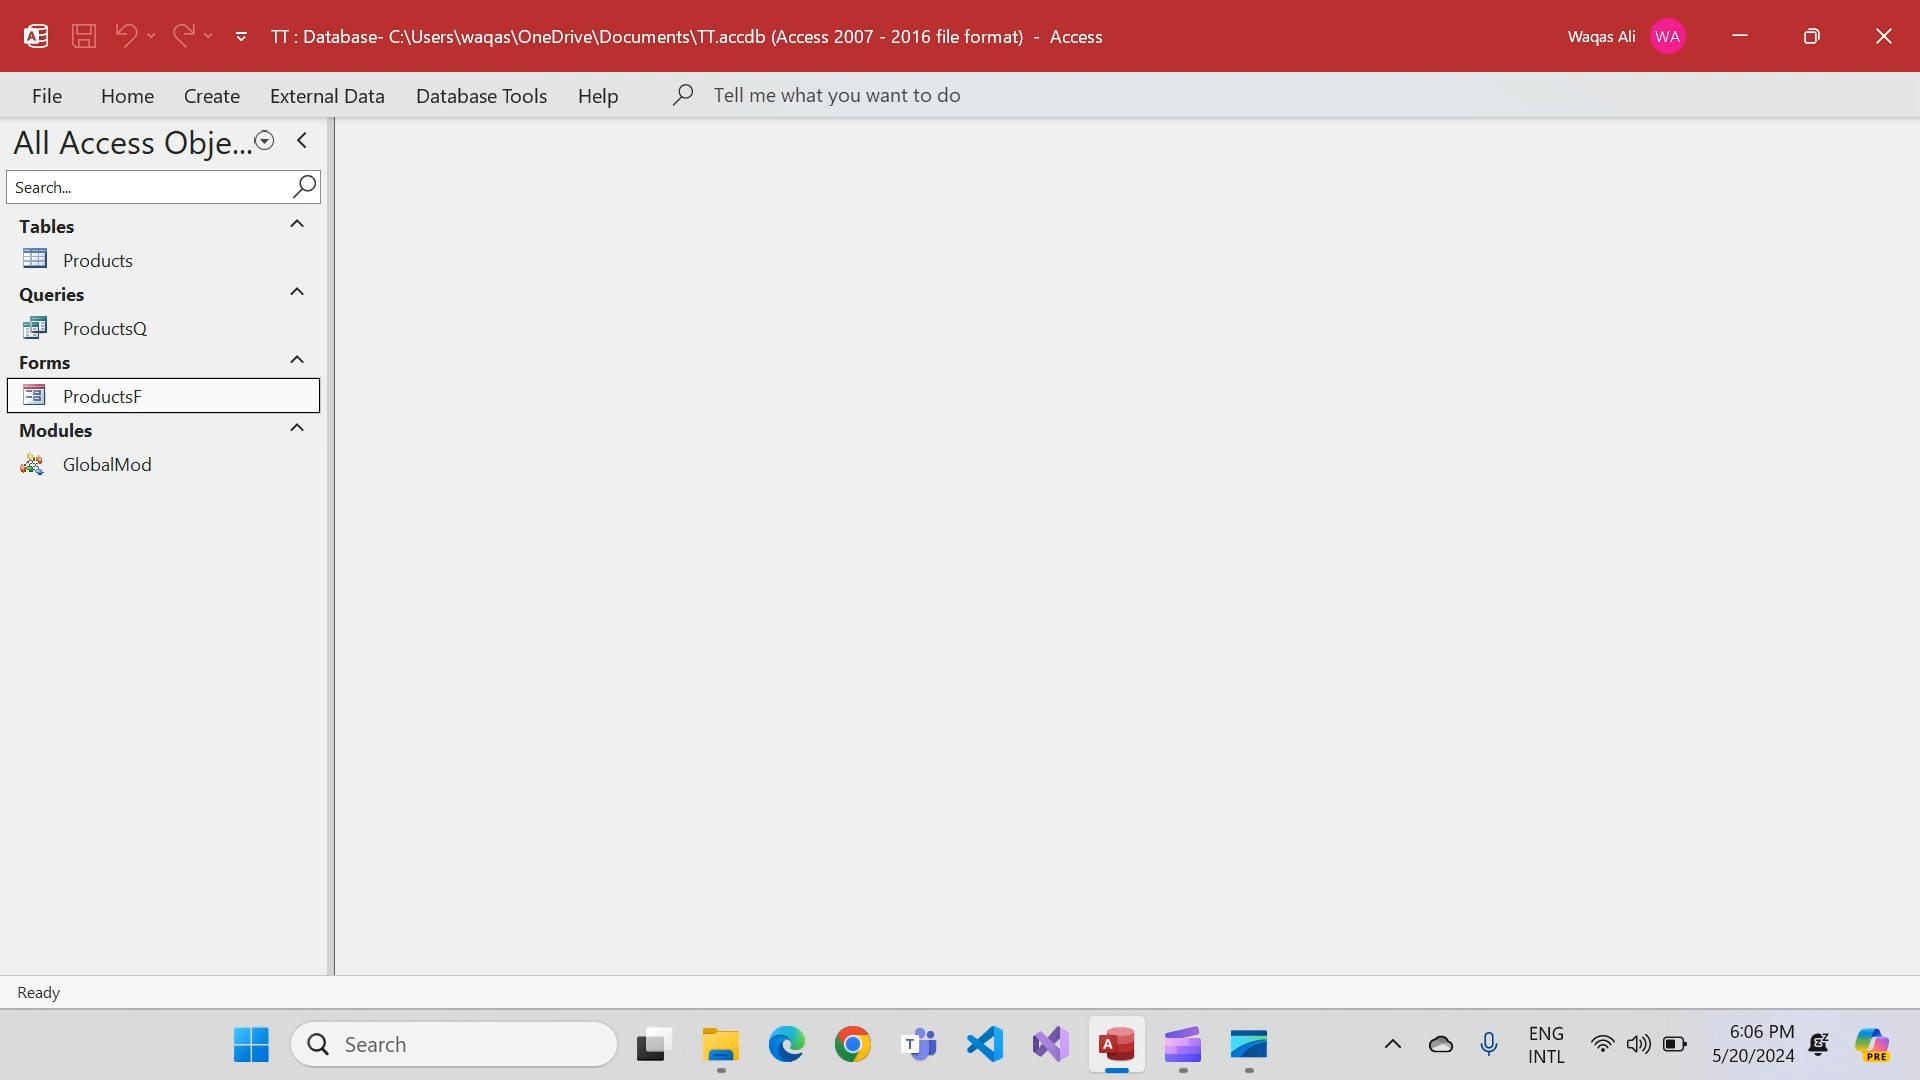 TT : Database- C:\Users\waqas\OneDrive\Documents\TT.accdb (Access 2007 - 2016 file format) - Access
Waqas Ali
WA
File Home Create External Data Database Tools Help Tell me what you want to do
All Access Obje...
Search...
Tables
Products
Queries
ProductsQ
Forms
ProductsF
Modules
GlobalMod
Ready
Search
T
A
ENG
INTL
6:06 PM
5/20/2024
PRE